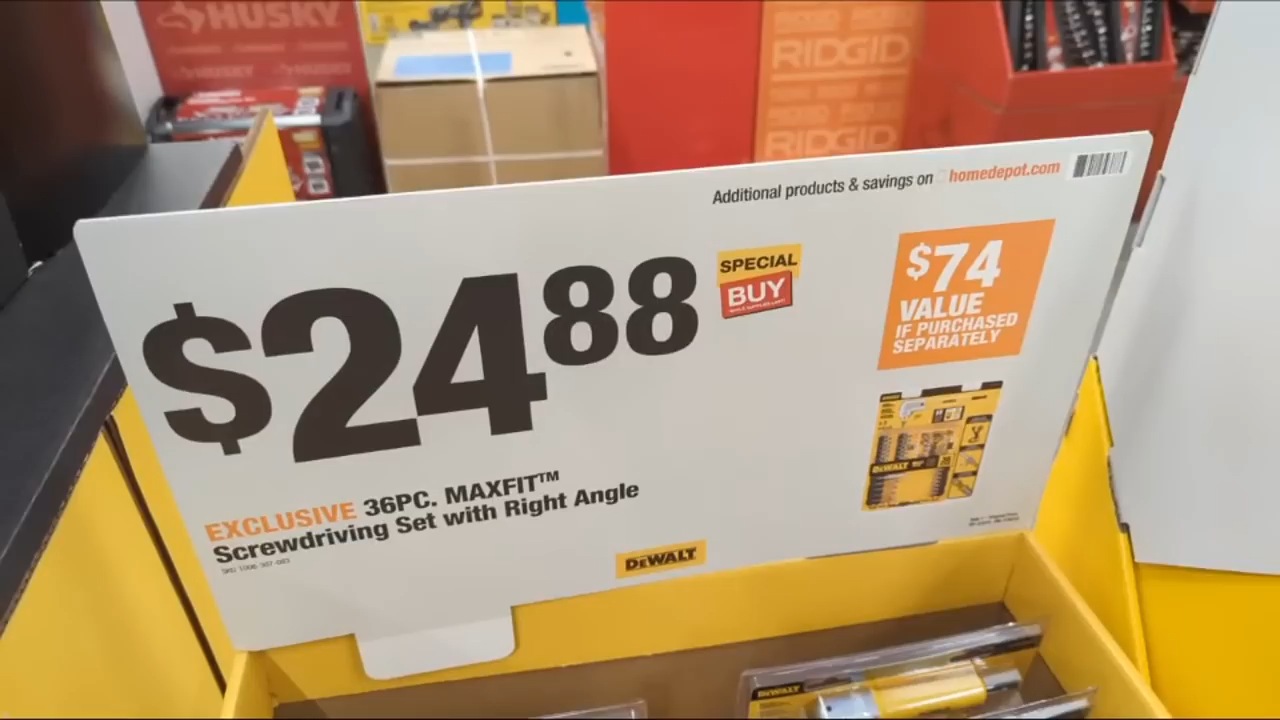 HUSKY
HUSKY
RIDGID
RIDGID
Additional products & savings on homedepot.com
$2488
SPECIAL
BUY
$74
VALUE
IF PURCHASED
SEPARATELY
EXCLUSIVE 36PC. MAXFIT™
Screwdriving Set with Right Angle
DEWALT
DEWALT
DEWALT